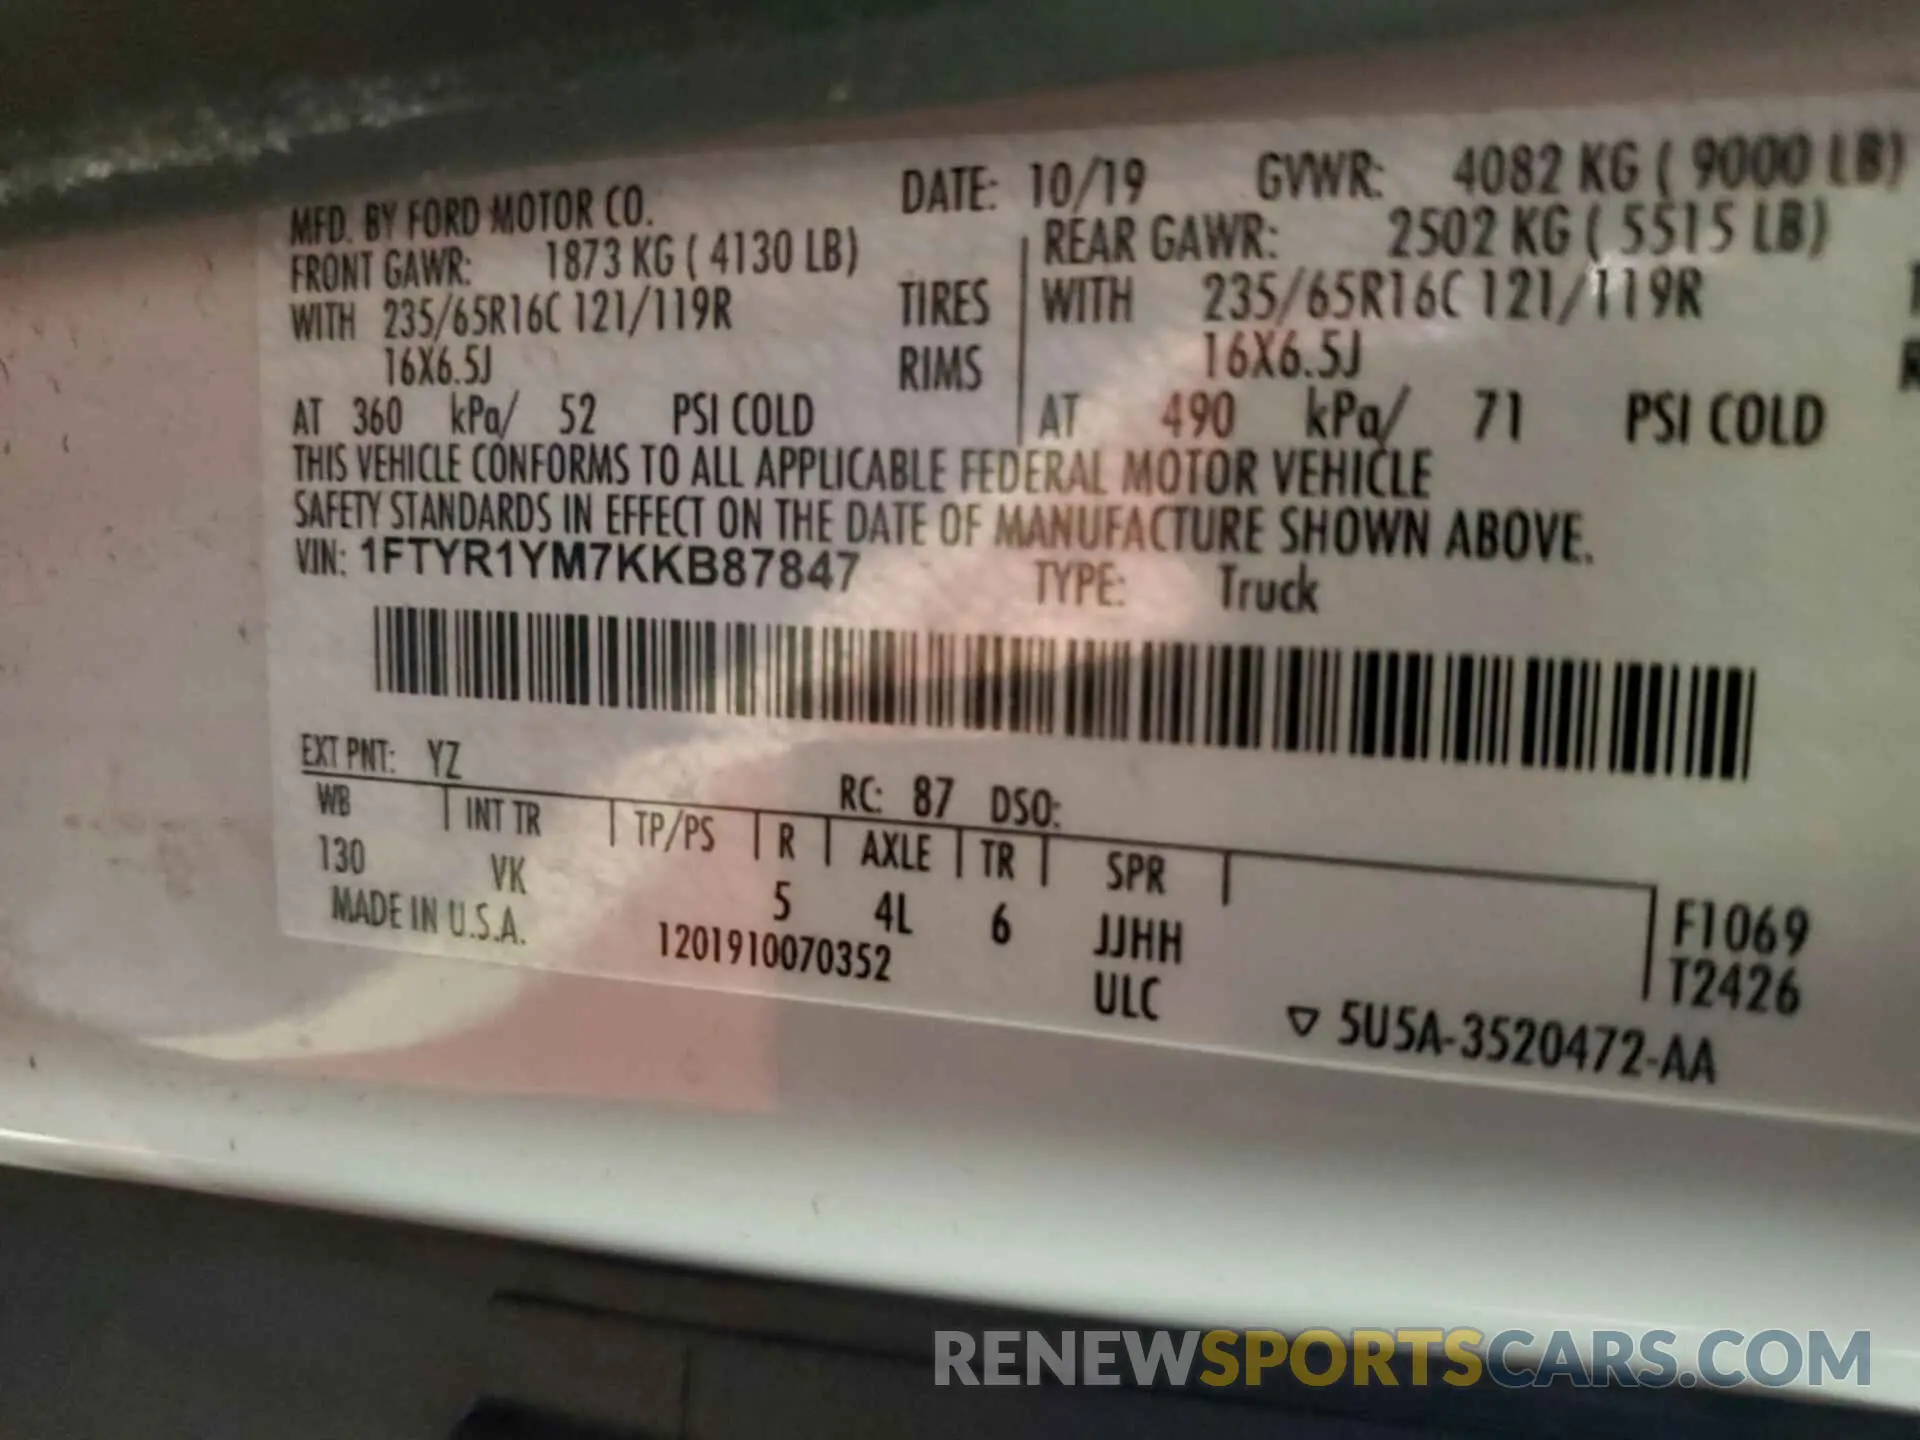 MFD. BY FORD MOTOR CO. DATE: 10/19 GVWR: 4082 KG ( 9000 LB)
FRONT GAWR: 1873 KG ( 4130 LB) REAR GAWR: 2502 KG ( 5515 LB)
WITH 235/65R16C 121/119R TIRES WITH 235/65R16C 121/119R
16X6.5J RIMS 16X6.5J
AT 360 kPa/ 52 PSI COLD AT 490 kPa/ 71 PSI COLD
THIS VEHICLE CONFORMS TO ALL APPLICABLE FEDERAL MOTOR VEHICLE
SAFETY STANDARDS IN EFFECT ON THE DATE OF MANUFACTURE SHOWN ABOVE.
VIN: 1FTYR1YM7KKB87847 TYPE: Truck
EXT PNT: YZ RC: 87 DSO:
WB INT TR TP/PS R AXLE TR SPR
130 VK 5 4L 6 JJHH F1069
MADE IN U.S.A. 1201910070352 ULC T2426
▽ 5U5A-3520472-AA
RENEWSPORTSCARS.COM